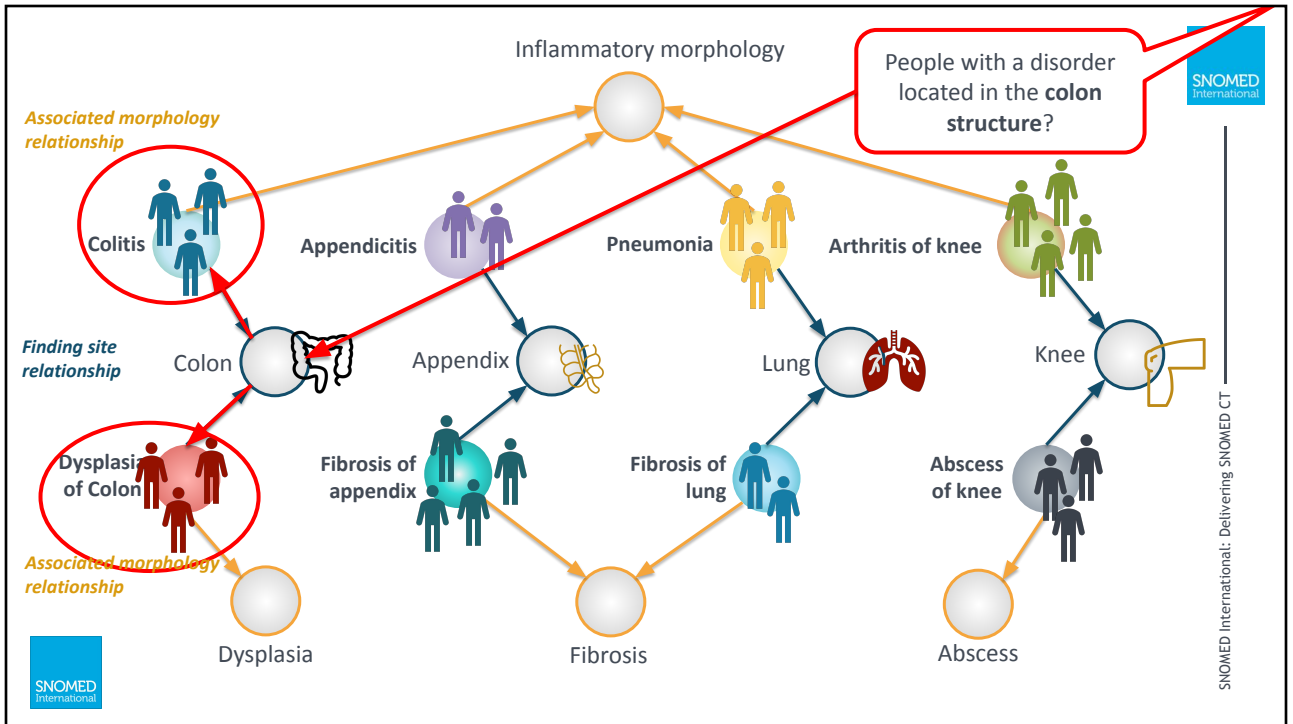 Inflammatory morphology
People with a disorder
located in the colon
structure?
SNOMED
International
Associated morphology
relationship
Colitis
Appendicitis
Pneumonia
Arthritis of knee
Finding site
relationship
Colon
Appendix
Lung
Knee
Dysplasia
of Colon
Fibrosis of
appendix
Fibrosis of
lung
Abscess
of knee
Associated morphology
relationship
Dysplasia
Fibrosis
Abscess
SNOMED
International
SNOMED International: Delivering SNOMED CT